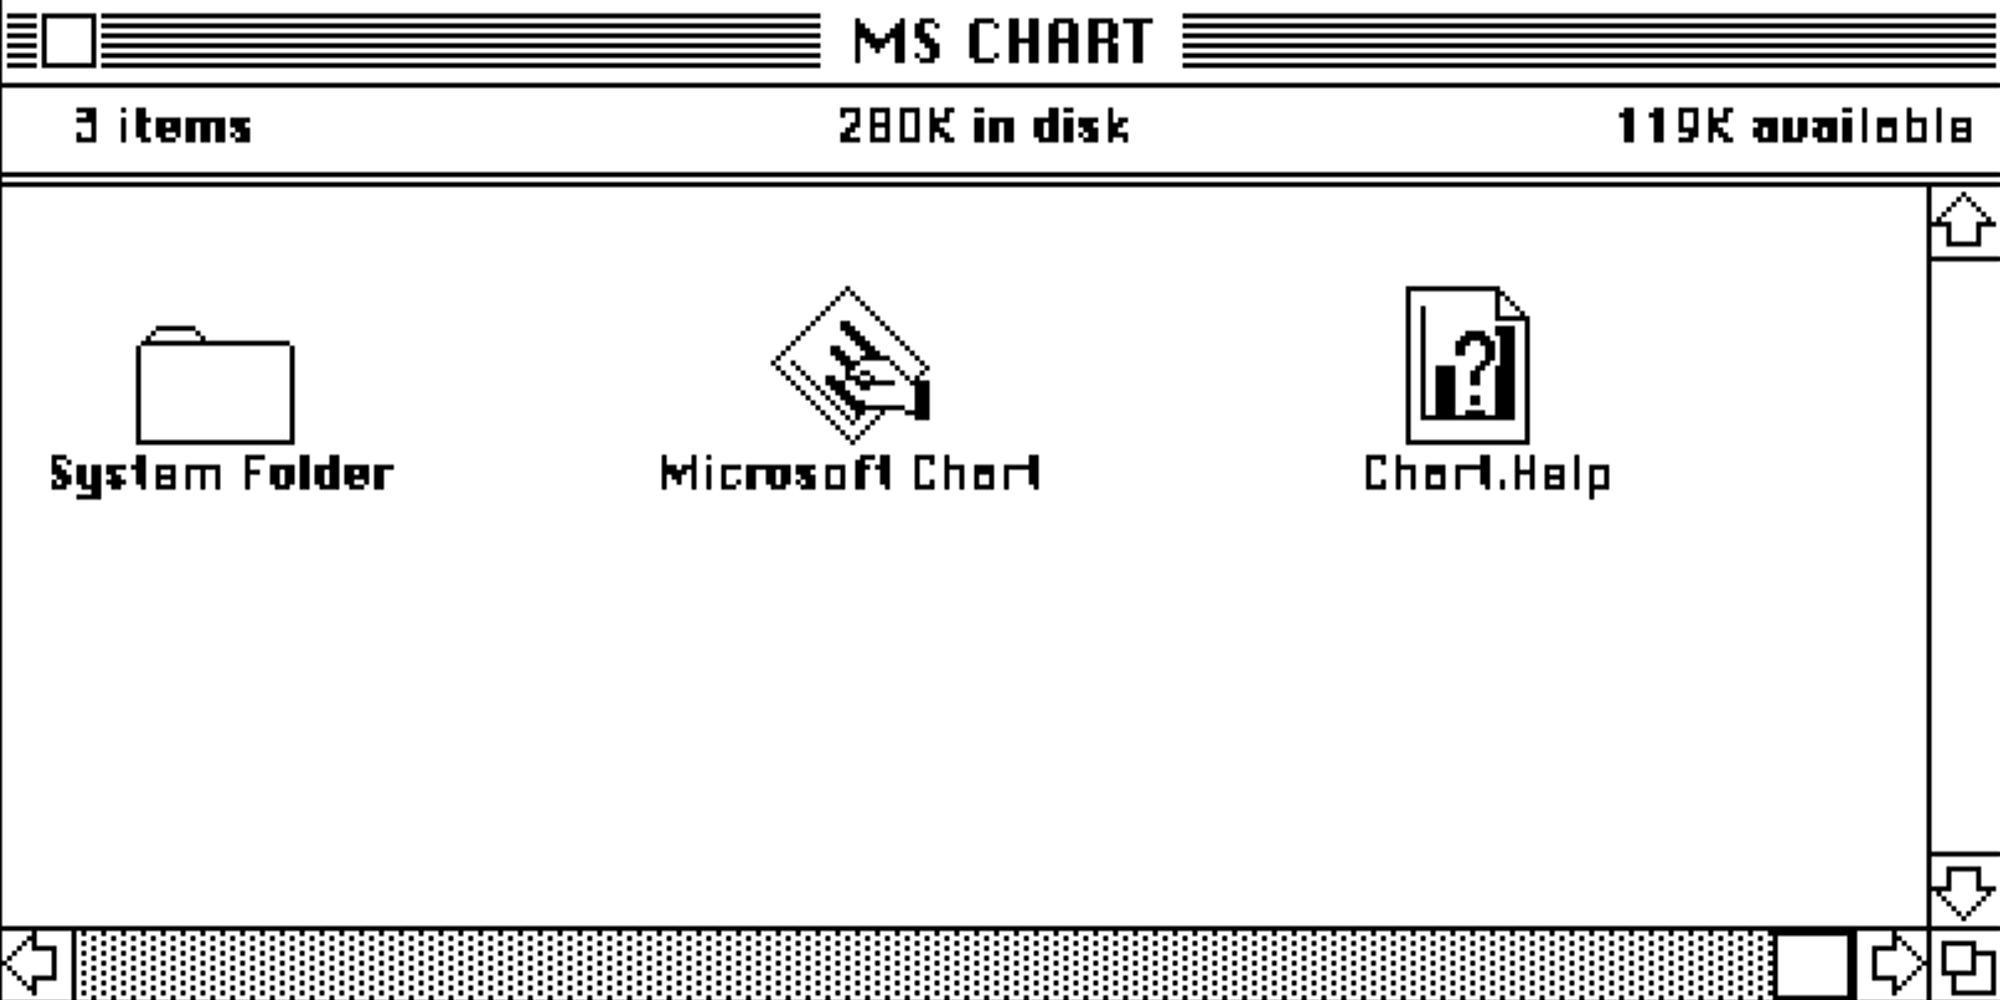 MS CHART
3 items 280K in disk 119K available
System Folder Microsoft Chart Chart.Help